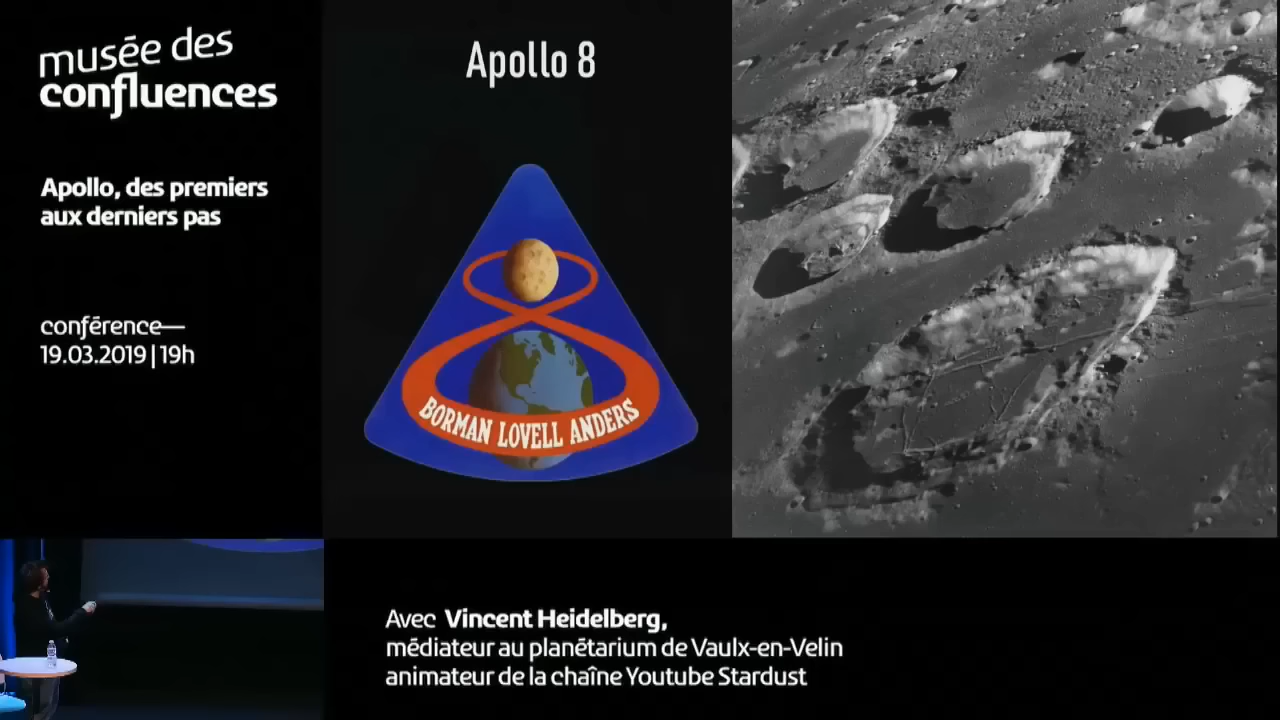 musée des
confluences
Apollo, des premiers
aux derniers pas
conférence—
19.03.2019 | 19h
Apollo 8
BORMAN LOVELL ANDERS
Avec Vincent Heidelberg,
médiateur au planétarium de Vaulx-en-Velin
animateur de la chaîne Youtube Stardust